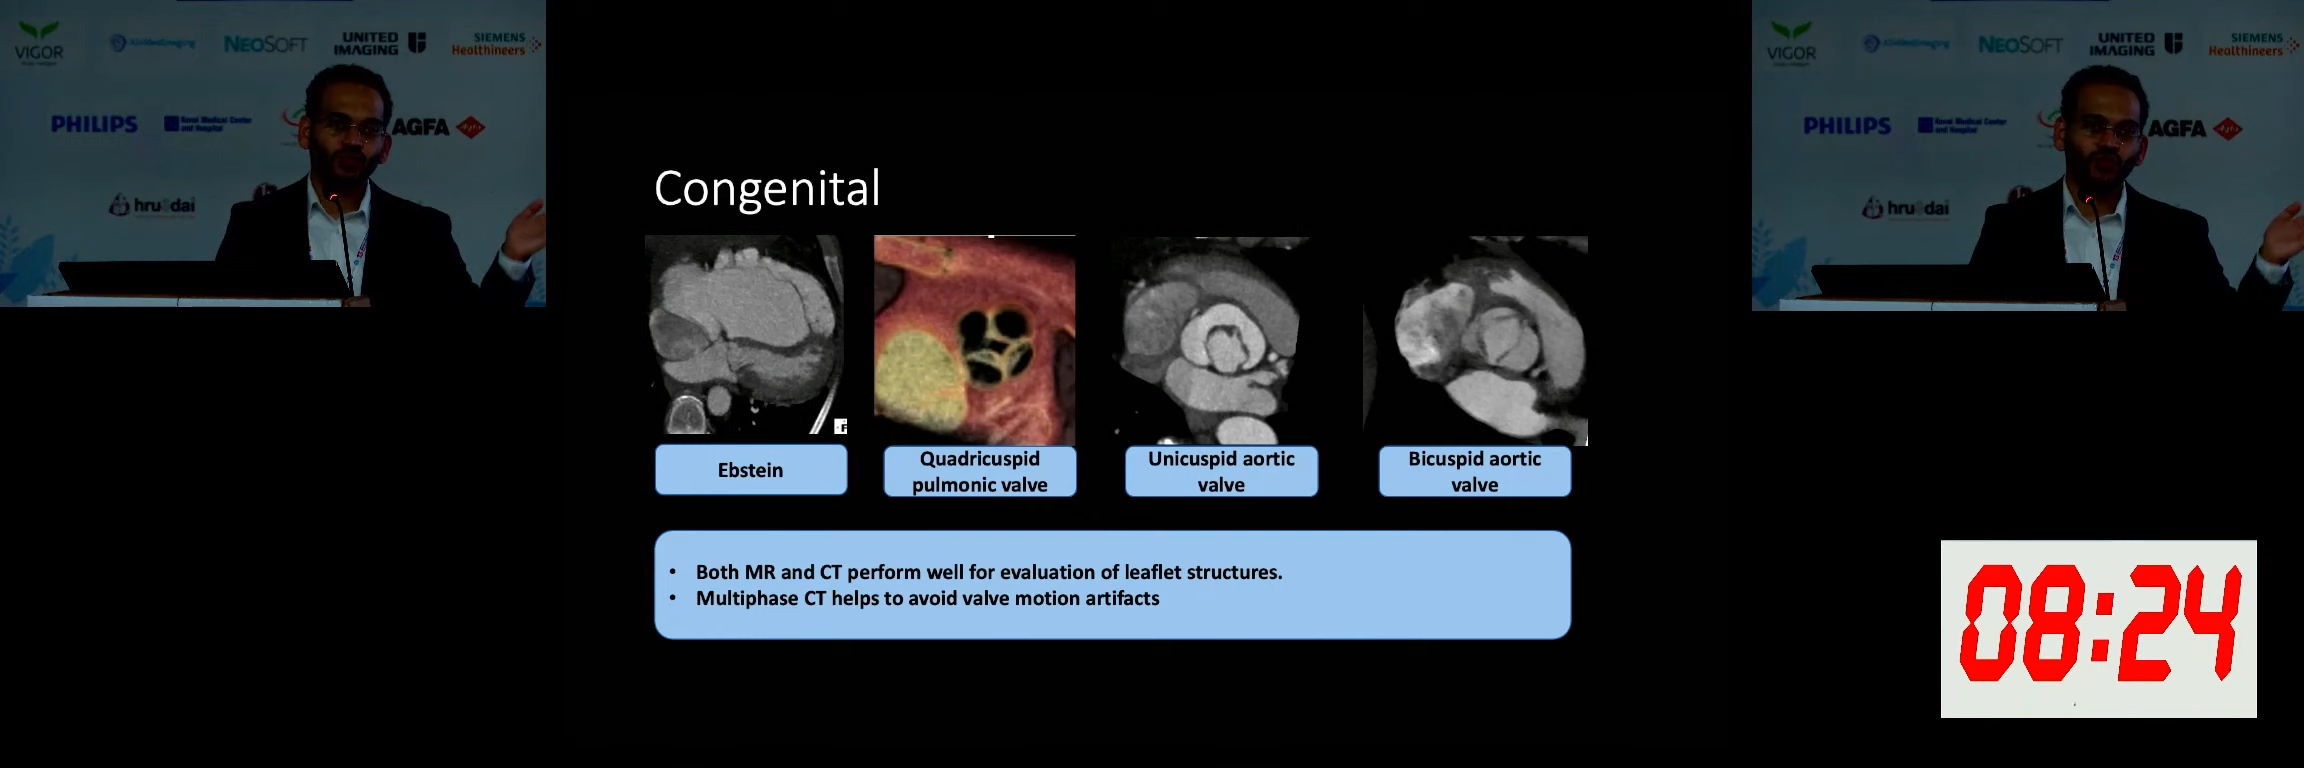 VIGOR
NEOSOFT
UNITED
IMAGING
SIEMENS
Healthineers
PHILIPS
AGFA
hrudai
Congenital
Ebstein
Quadricuspid
pulmonic valve
Unicuspid aortic
valve
Bicuspid aortic
valve
• Both MR and CT perform well for evaluation of leaflet structures.
• Multiphase CT helps to avoid valve motion artifacts
VIGOR
NEOSOFT
UNITED
IMAGING
SIEMENS
Healthineers
PHILIPS
AGFA
hrudai
08:24